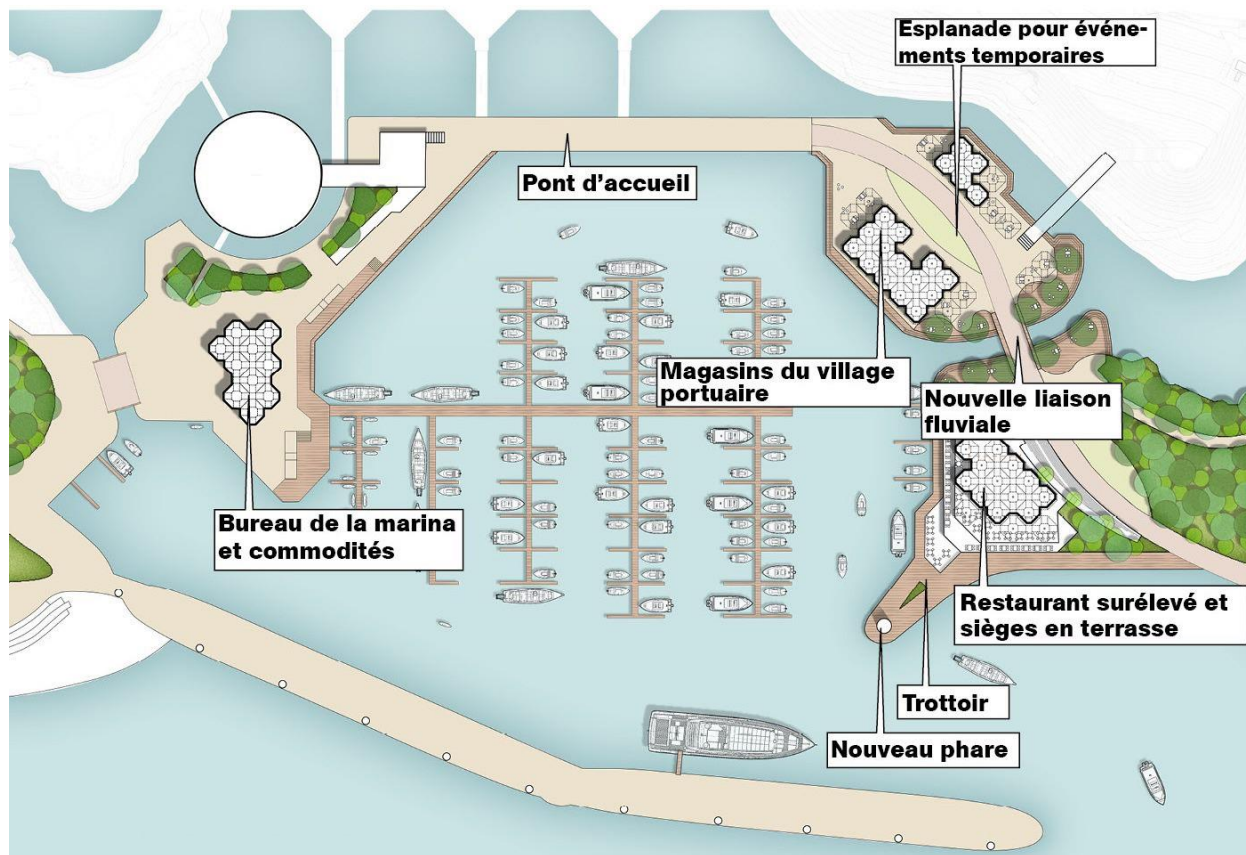 Esplanade pour événe-
ments temporaires
Pont d’accueil
Magasins du village
portuaire
Nouvelle liaison
fluviale
Bureau de la marina
et commodités
Restaurant surélevé et
sièges en terrasse
Trottoir
Nouveau phare